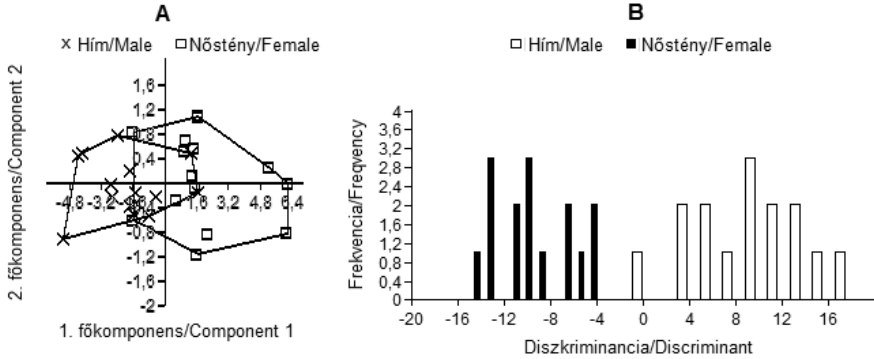 A
x Hím/Male □ Nőstény/Female
2. főkomponens/Component 2
1,6
1,2
0,8
0,4
-4,8 -3,2 -1,6 1,6 3,2 4,8 6,4
-0,8
-1,2
-1,6
-2
1. főkomponens/Component 1
B
□ Hím/Male ■ Nőstény/Female
Frekvencia/Freqvency
4
3,6
3,2
2,8
2,4
2
1,6
1,2
0,8
0,4
0
-20 -16 -12 -8 -4 0 4 8 12 16
Diszkriminancia/Discriminant